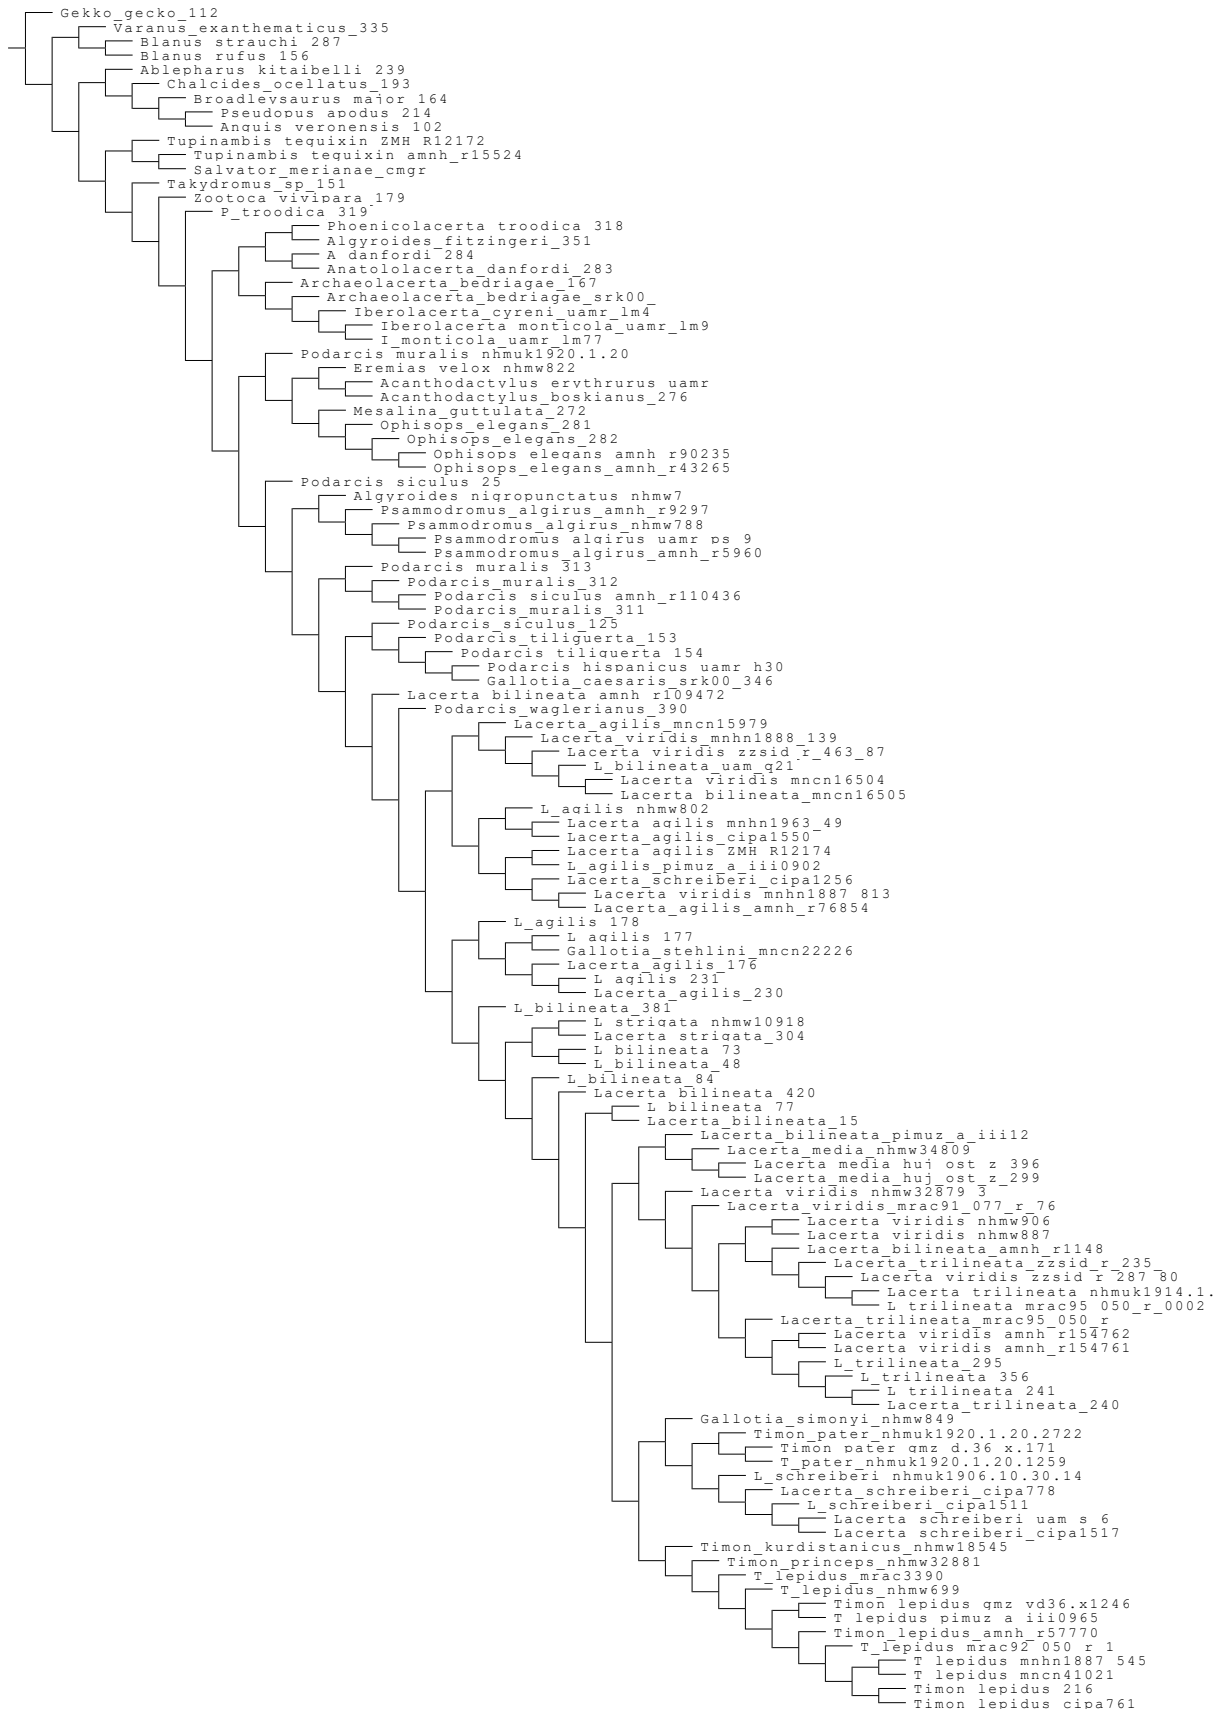 Gekko_gecko_112
Varanus_exanthematicus_335
Blanus_strauchi_287
Blanus_rufus_156
Ablepharus_kitaibelli_239
Chalcides_ocellatus_193
Broadleysaurus_major_164
Pseudopus_apodus_214
Anguis_veronensis_102
Tupinambis_teguixin_ZMH_R12172
Tupinambis_teguixin_amnh_r15524
Salvator_merianae_cmgr
Takydromus_sp_151
Zootoca_vivipara_179
P_troodica_319
Phoenicolacerta_troodica_318
Algyroides_fitzingeri_351
A_danfordi_284
Anatololacerta_danfordi_283
Archaeolacerta_bedriagae_167
Archaeolacerta_bedriagae_srk00_
Iberolacerta_cyreni_uamr_lm4
Iberolacerta_monticola_uamr_lm9
I_monticola_uamr_lm77
Podarcis_muralis_nhmuk1920.1.20
Eremias_velox_nhmw822
Acanthodactylus_erythrurus_uamr
Acanthodactylus_boskianus_276
Mesalina_guttulata_272
Ophisops_elegans_281
Ophisops_elegans_282
Ophisops_elegans_amnh_r90235
Ophisops_elegans_amnh_r43265
Podarcis_siculus_25
Algyroides_nigropunctatus_nhmw7
Psammodromus_algirus_amnh_r9297
Psammodromus_algirus_nhmw788
Psammodromus_algirus_uamr_ps_9
Psammodromus_algirus_amnh_r5960
Podarcis_muralis_313
Podarcis_muralis_312
Podarcis_siculus_amnh_r110436
Podarcis_muralis_311
Podarcis_siculus_125
Podarcis_tiliguerta_153
Podarcis_tiliguerta_154
Podarcis_hispanicus_uamr_h30
Gallotia_caesaris_srk00_346
Lacerta_bilineata_amnh_r109472
Podarcis_waglerianus_390
Lacerta_agilis_mncn15979
Lacerta_viridis_mnhn1888_139
Lacerta_viridis_zzsid_r_463_87
L_bilineata_uam_q21
Lacerta_viridis_mncn16504
Lacerta_bilineata_mncn16505
L_agilis_nhmw802
Lacerta_agilis_mnhn1963_49
Lacerta_agilis_cipa1550
Lacerta_agilis_ZMH_R12174
L_agilis_pimuz_a_iii0902
Lacerta_schreiberi_cipa1256
Lacerta_viridis_mnhn1887_813
Lacerta_agilis_amnh_r76854
L_agilis_178
L_agilis_177
Gallotia_stehlini_mncn22226
Lacerta_agilis_176
L_agilis_231
Lacerta_agilis_230
L_bilineata_381
L_strigata_nhmw10918
Lacerta_strigata_304
L_bilineata_73
L_bilineata_48
L_bilineata_84
Lacerta_bilineata_420
L_bilineata_77
Lacerta_bilineata_15
Lacerta_bilineata_pimuz_a_iii12
Lacerta_media_nhmw34809
Lacerta_media_huj_ost_z_396
Lacerta_media_huj_ost_z_299
Lacerta_viridis_nhmw32879_3
Lacerta_viridis_mrac91_077_r_76
Lacerta_viridis_nhmw906
Lacerta_viridis_nhmw887
Lacerta_bilineata_amnh_r1148
Lacerta_trilineata_zzsid_r_235_
Lacerta_viridis_zzsid_r_287_80
Lacerta_trilineata_nhmuk1914.1.
L_trilineata_mrac95_050_r_0002
Lacerta_trilineata_mrac95_050_r
Lacerta_viridis_amnh_r154762
Lacerta_viridis_amnh_r154761
L_trilineata_295
L_trilineata_356
L_trilineata_241
Lacerta_trilineata_240
Gallotia_simonyi_nhmw849
Timon_pater_nhmuk1920.1.20.2722
Timon_pater_gmz_d.36_x.171
T_pater_nhmuk1920.1.20.1259
L_schreiberi_nhmuk1906.10.30.14
Lacerta_schreiberi_cipa778
L_schreiberi_cipa1511
Lacerta_schreiberi_uam_s_6
Lacerta_schreiberi_cipa1517
Timon_kurdistanicus_nhmw18545
Timon_princeps_nhmw32881
T_lepidus_mrac3390
T_lepidus_nhmw699
Timon_lepidus_gmz_vd36.x1246
T_lepidus_pimuz_a_iii0965
Timon_lepidus_amnh_r57770
T_lepidus_mrac92_050_r_1
T_lepidus_mnhn1887_545
T_lepidus_mncn41021
Timon_lepidus_216
Timon_lepidus_cipa761